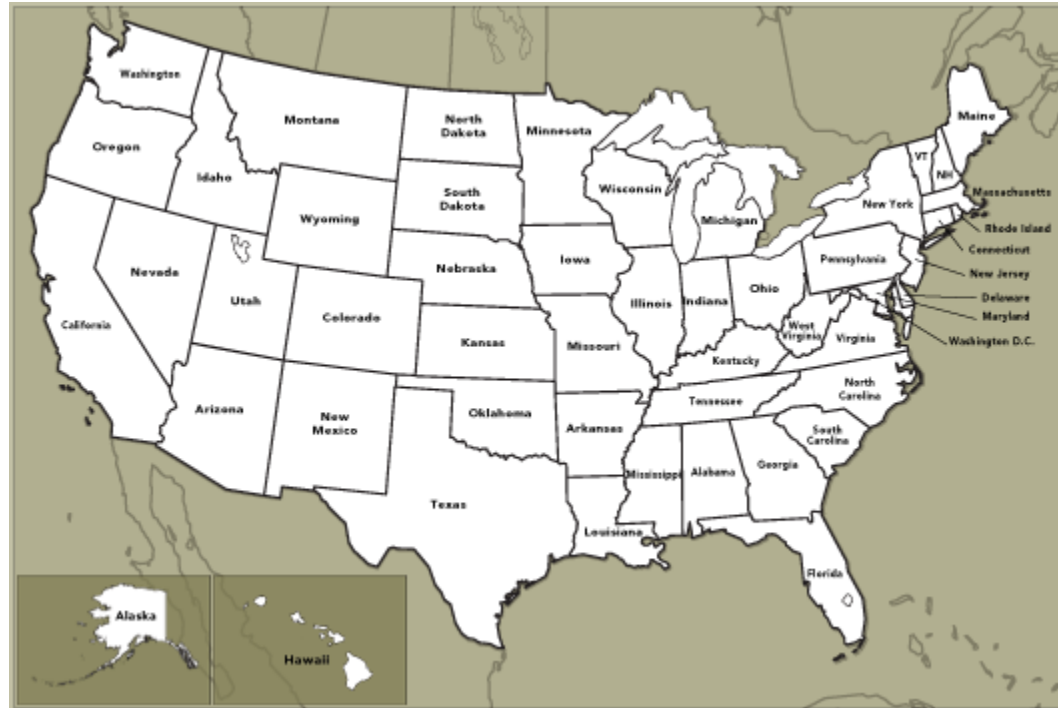 Washington
Montana
North
Dakota
Minnesota
Maine
Oregon
Idaho
VT
NH
South
Dakota
Wisconsin
Massachusetts
Wyoming
Michigan
New York
Rhode Island
Connecticut
Nevada
Nebraska
Iowa
Pennsylvania
New Jersey
Utah
Illinois
Indiana
Ohio
Delaware
California
Colorado
Maryland
Kansas
Missouri
West
Virginia
Virginia
Washington D.C.
Kentucky
Arizona
New
Mexico
Oklahoma
Arkansas
Tennessee
North
Carolina
South
Carolina
Texas
Mississippi
Alabama
Georgia
Louisiana
Florida
Alaska
Hawaii